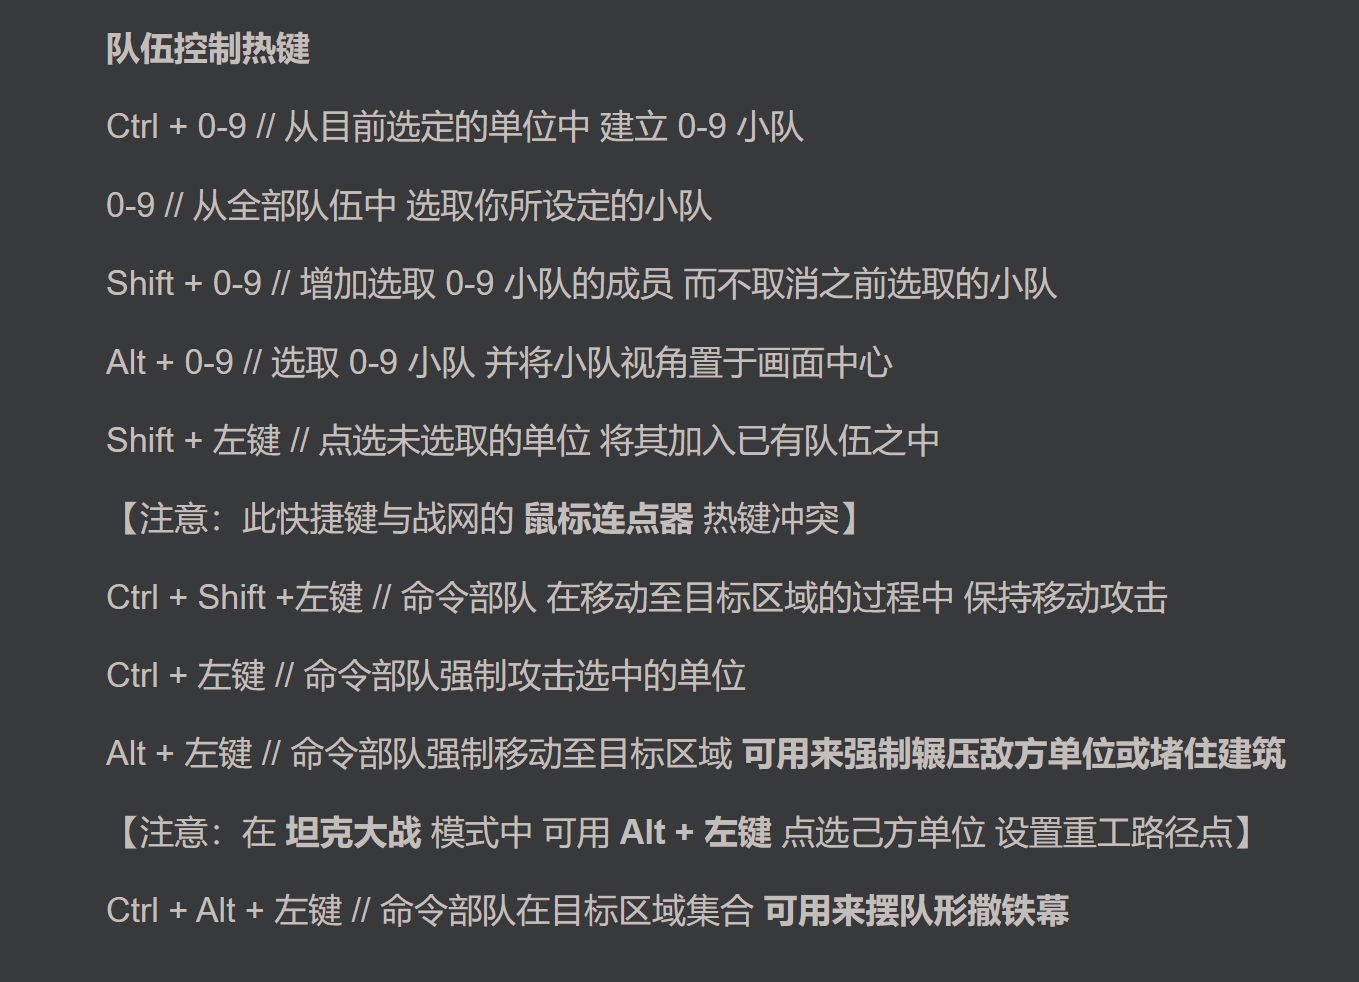 队伍控制热键
Ctrl + 0-9 // 从目前选定的单位中 建立 0-9 小队
0-9 // 从全部队伍中 选取你所设定的小队
Shift + 0-9 // 增加选取 0-9 小队的成员 而不取消之前选取的小队
Alt + 0-9 // 选取 0-9 小队 并将小队视角置于画面中心
Shift + 左键 // 点选未选取的单位 将其加入已有队伍之中
【注意：此快捷键与战网的 鼠标连点器 热键冲突】
Ctrl + Shift +左键 // 命令部队 在移动至目标区域的过程中 保持移动攻击
Ctrl + 左键 // 命令部队强制攻击选中的单位
Alt + 左键 // 命令部队强制移动至目标区域 可用来强制辗压敌方单位或堵住建筑
【注意：在 坦克大战 模式中 可用 Alt + 左键 点选己方单位 设置重工路径点】
Ctrl + Alt + 左键 // 命令部队在目标区域集合 可用来摆队形撒铁幕